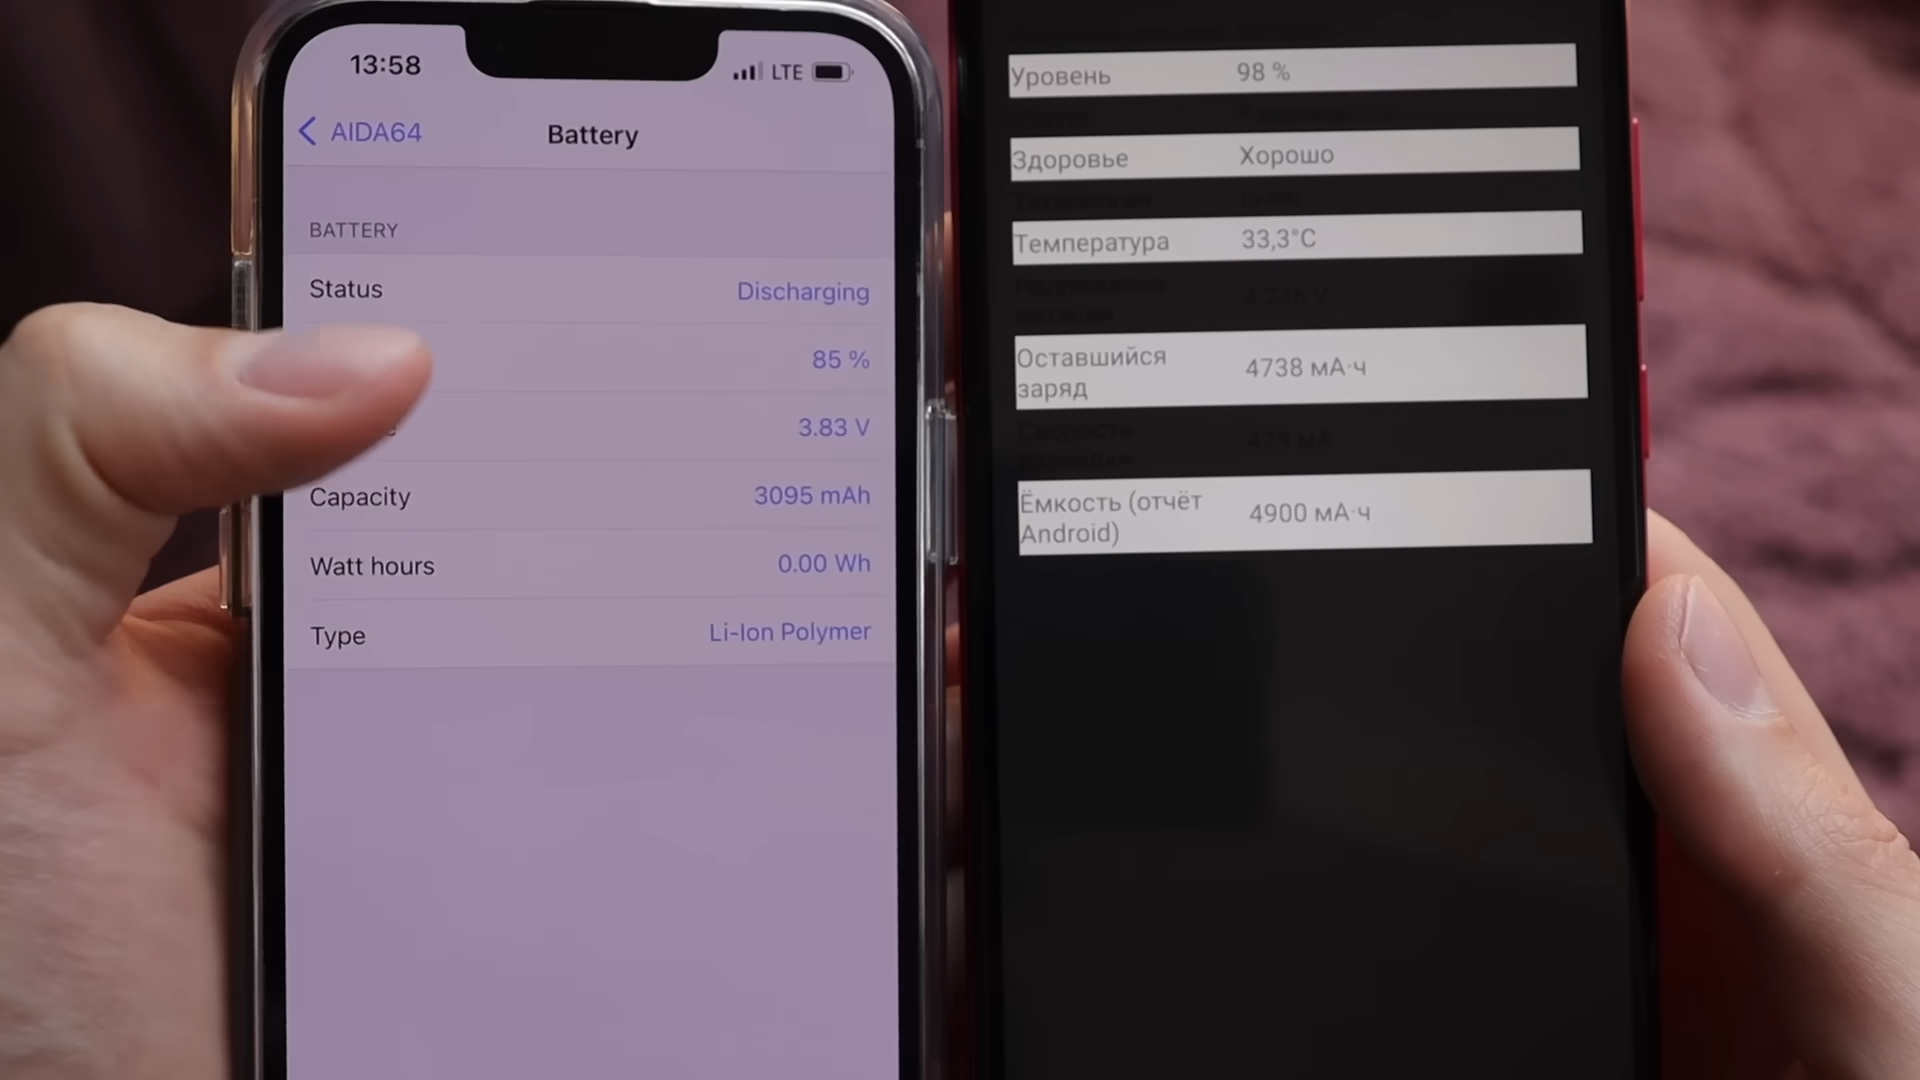 13:58
LTE
AIDA64
Battery
BATTERY
Status Discharging
85 %
3.83 V
Capacity 3095 mAh
Watt hours 0.00 Wh
Type Li-Ion Polymer
Уровень 98 %
Здоровье Хорошо
Температура 33,3°C
Оставшийся
заряд 4738 мА·ч
Ёмкость (отчёт
Android) 4900 мА·ч